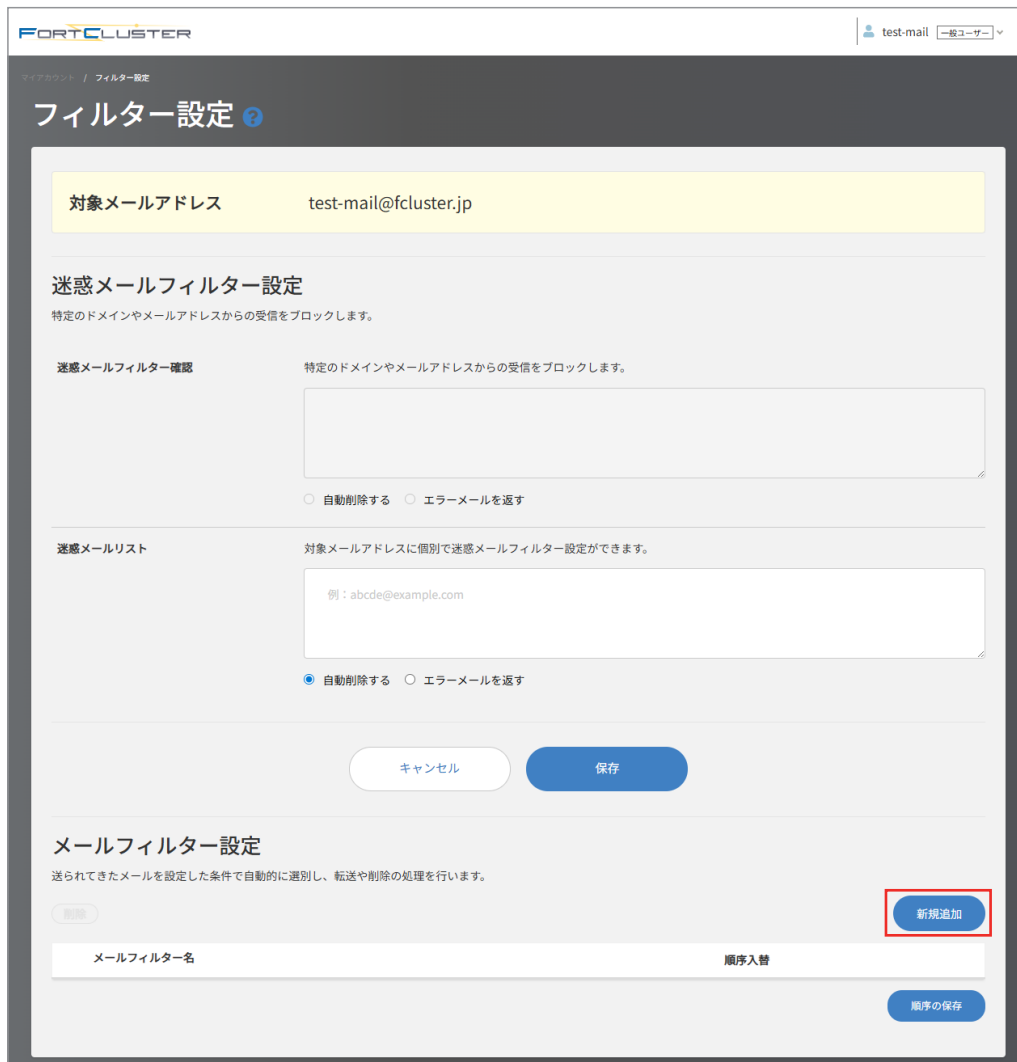 FORTCLUSTER
test-mail 一般ユーザー
マイアカウント / フィルター設定
フィルター設定 ?
対象メールアドレス test-mail@fcluster.jp
迷惑メールフィルター設定
特定のドメインやメールアドレスからの受信をブロックします。
迷惑メールフィルター確認 特定のドメインやメールアドレスからの受信をブロックします。
自動削除する エラーメールを返す
迷惑メールリスト 対象メールアドレスに個別で迷惑メールフィルター設定ができます。
例：abcde@example.com
自動削除する エラーメールを返す
キャンセル 保存
メールフィルター設定
送られてきたメールを設定した条件で自動的に選別し、転送や削除の処理を行います。
削除 新規追加
メールフィルター名 順序入替
順序の保存